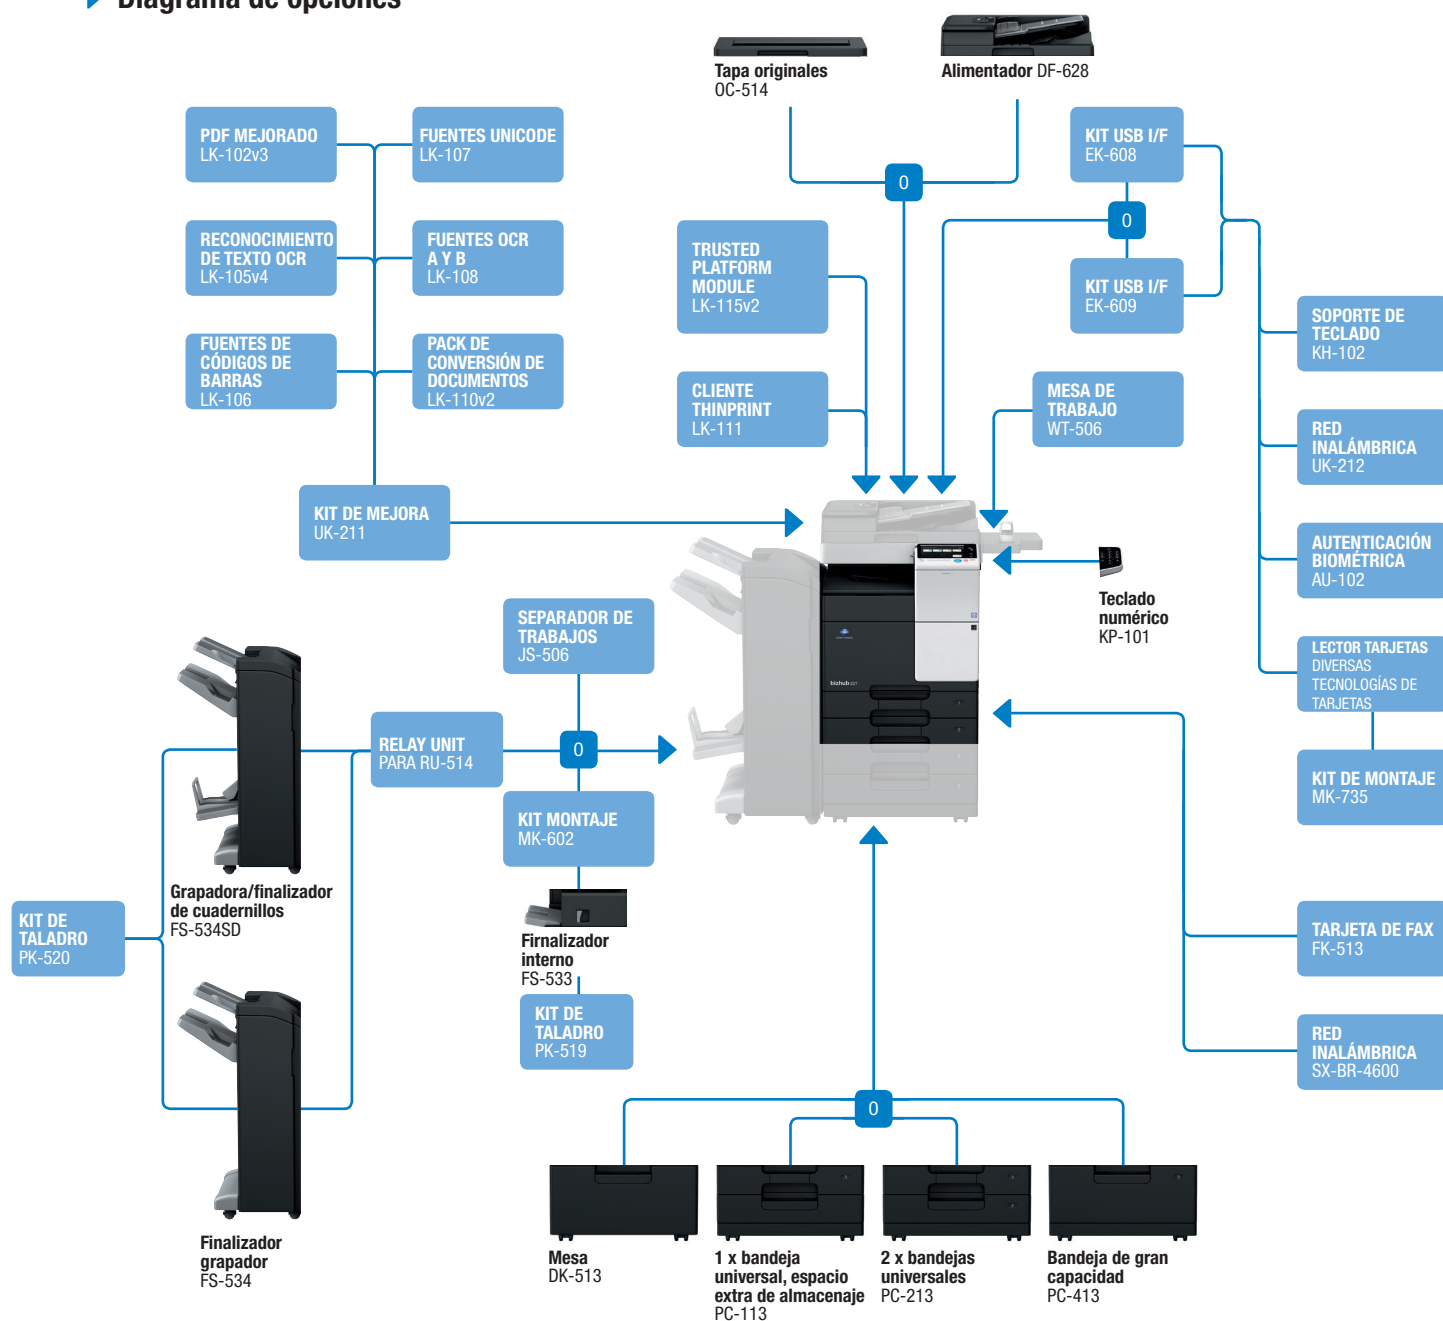 Diagrama de opciones
Tapa originales
OC-514
Alimentador DF-628
PDF MEJORADO
LK-102v3
FUENTES UNICODE
LK-107
KIT USB I/F
EK-608
0
0
RECONOCIMIENTO
DE TEXTO OCR
LK-105v4
FUENTES OCR
A Y B
LK-108
TRUSTED
PLATFORM
MODULE
LK-115v2
KIT USB I/F
EK-609
SOPORTE DE
TECLADO
KH-102
FUENTES DE
CÓDIGOS DE
BARRAS
LK-106
PACK DE
CONVERSIÓN DE
DOCUMENTOS
LK-110v2
CLIENTE
THINPRINT
LK-111
MESA DE
TRABAJO
WT-506
RED
INALÁMBRICA
UK-212
KIT DE MEJORA
UK-211
AUTENTICACIÓN
BIOMÉTRICA
AU-102
Teclado
numérico
KP-101
SEPARADOR DE
TRABAJOS
JS-506
LECTOR TARJETAS
DIVERSAS
TECNOLOGÍAS DE
TARJETAS
bizhub 227
RELAY UNIT
PARA RU-514
0
KIT DE MONTAJE
MK-735
KIT MONTAJE
MK-602
Grapadora/finalizador
de cuadernillos
FS-534SD
KIT DE
TALADRO
PK-520
Firnalizador
interno
FS-533
TARJETA DE FAX
FK-513
KIT DE
TALADRO
PK-519
RED
INALÁMBRICA
SX-BR-4600
0
Finalizador
grapador
FS-534
Mesa
DK-513
1 x bandeja
universal, espacio
extra de almacenaje
PC-113
2 x bandejas
universales
PC-213
Bandeja de gran
capacidad
PC-413